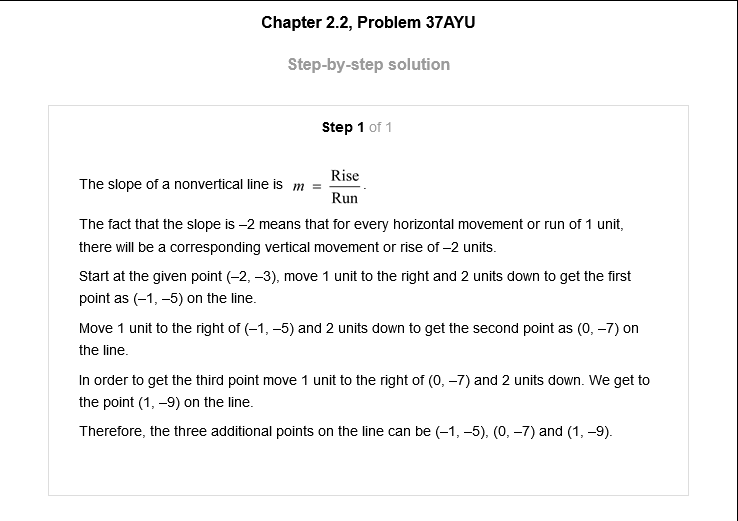 Chapter 2.2, Problem 37AYU
Step-by-step solution
Step 1 of 1
The slope of a nonvertical line is m = Rise/Run.
The fact that the slope is –2 means that for every horizontal movement or run of 1 unit,
there will be a corresponding vertical movement or rise of –2 units.
Start at the given point (–2, –3), move 1 unit to the right and 2 units down to get the first
point as (–1, –5) on the line.
Move 1 unit to the right of (–1, –5) and 2 units down to get the second point as (0, –7) on
the line.
In order to get the third point move 1 unit to the right of (0, –7) and 2 units down. We get to
the point (1, –9) on the line.
Therefore, the three additional points on the line can be (–1, –5), (0, –7) and (1, –9).